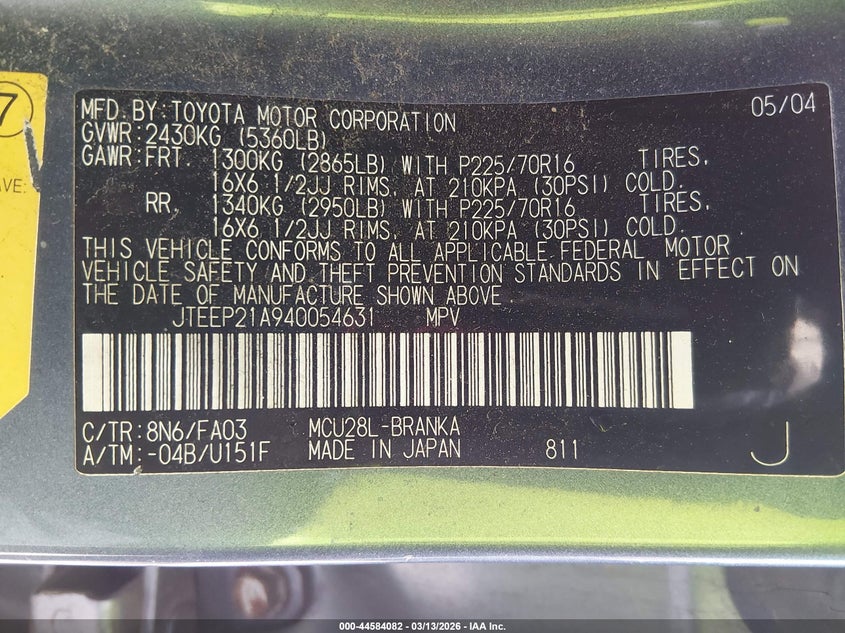 7
AVE:
MFD. BY: TOYOTA MOTOR CORPORATION 05/04
GVWR: 2430KG (5360LB)
GAWR: FRT. 1300KG (2865LB) WITH P225/70R16 TIRES,
16X6 1/2JJ RIMS, AT 210KPA (30PSI) COLD.
RR. 1340KG (2950LB) WITH P225/70R16 TIRES,
16X6 1/2JJ RIMS, AT 210KPA (30PSI) COLD.
THIS VEHICLE CONFORMS TO ALL APPLICABLE FEDERAL MOTOR
VEHICLE SAFETY AND THEFT PREVENTION STANDARDS IN EFFECT ON
THE DATE OF MANUFACTURE SHOWN ABOVE.
JTEEP21A940054631 MPV
C/TR: 8N6/FA03 MCU28L-BRANKA
A/TM: -04B/U151F MADE IN JAPAN 811 J
000-44584082 - 03/13/2026 - IAA Inc.